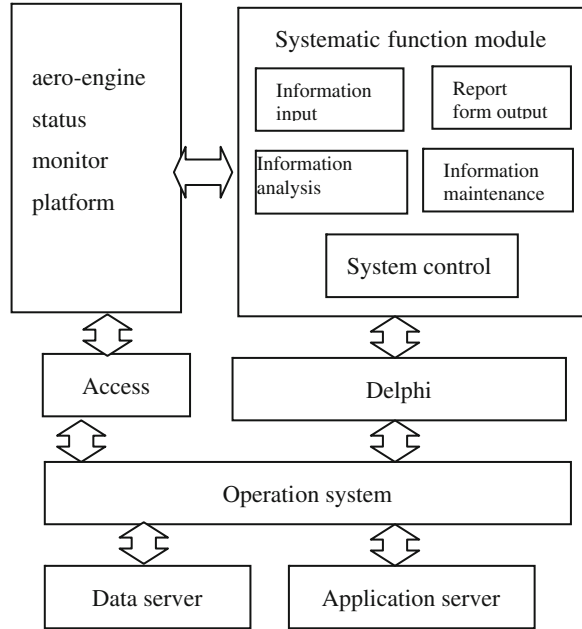 aero-engine
status
monitor
platform
Systematic function module
Information
input
Report
form output
Information
analysis
Information
maintenance
System control
Access
Delphi
Operation system
Data server
Application server